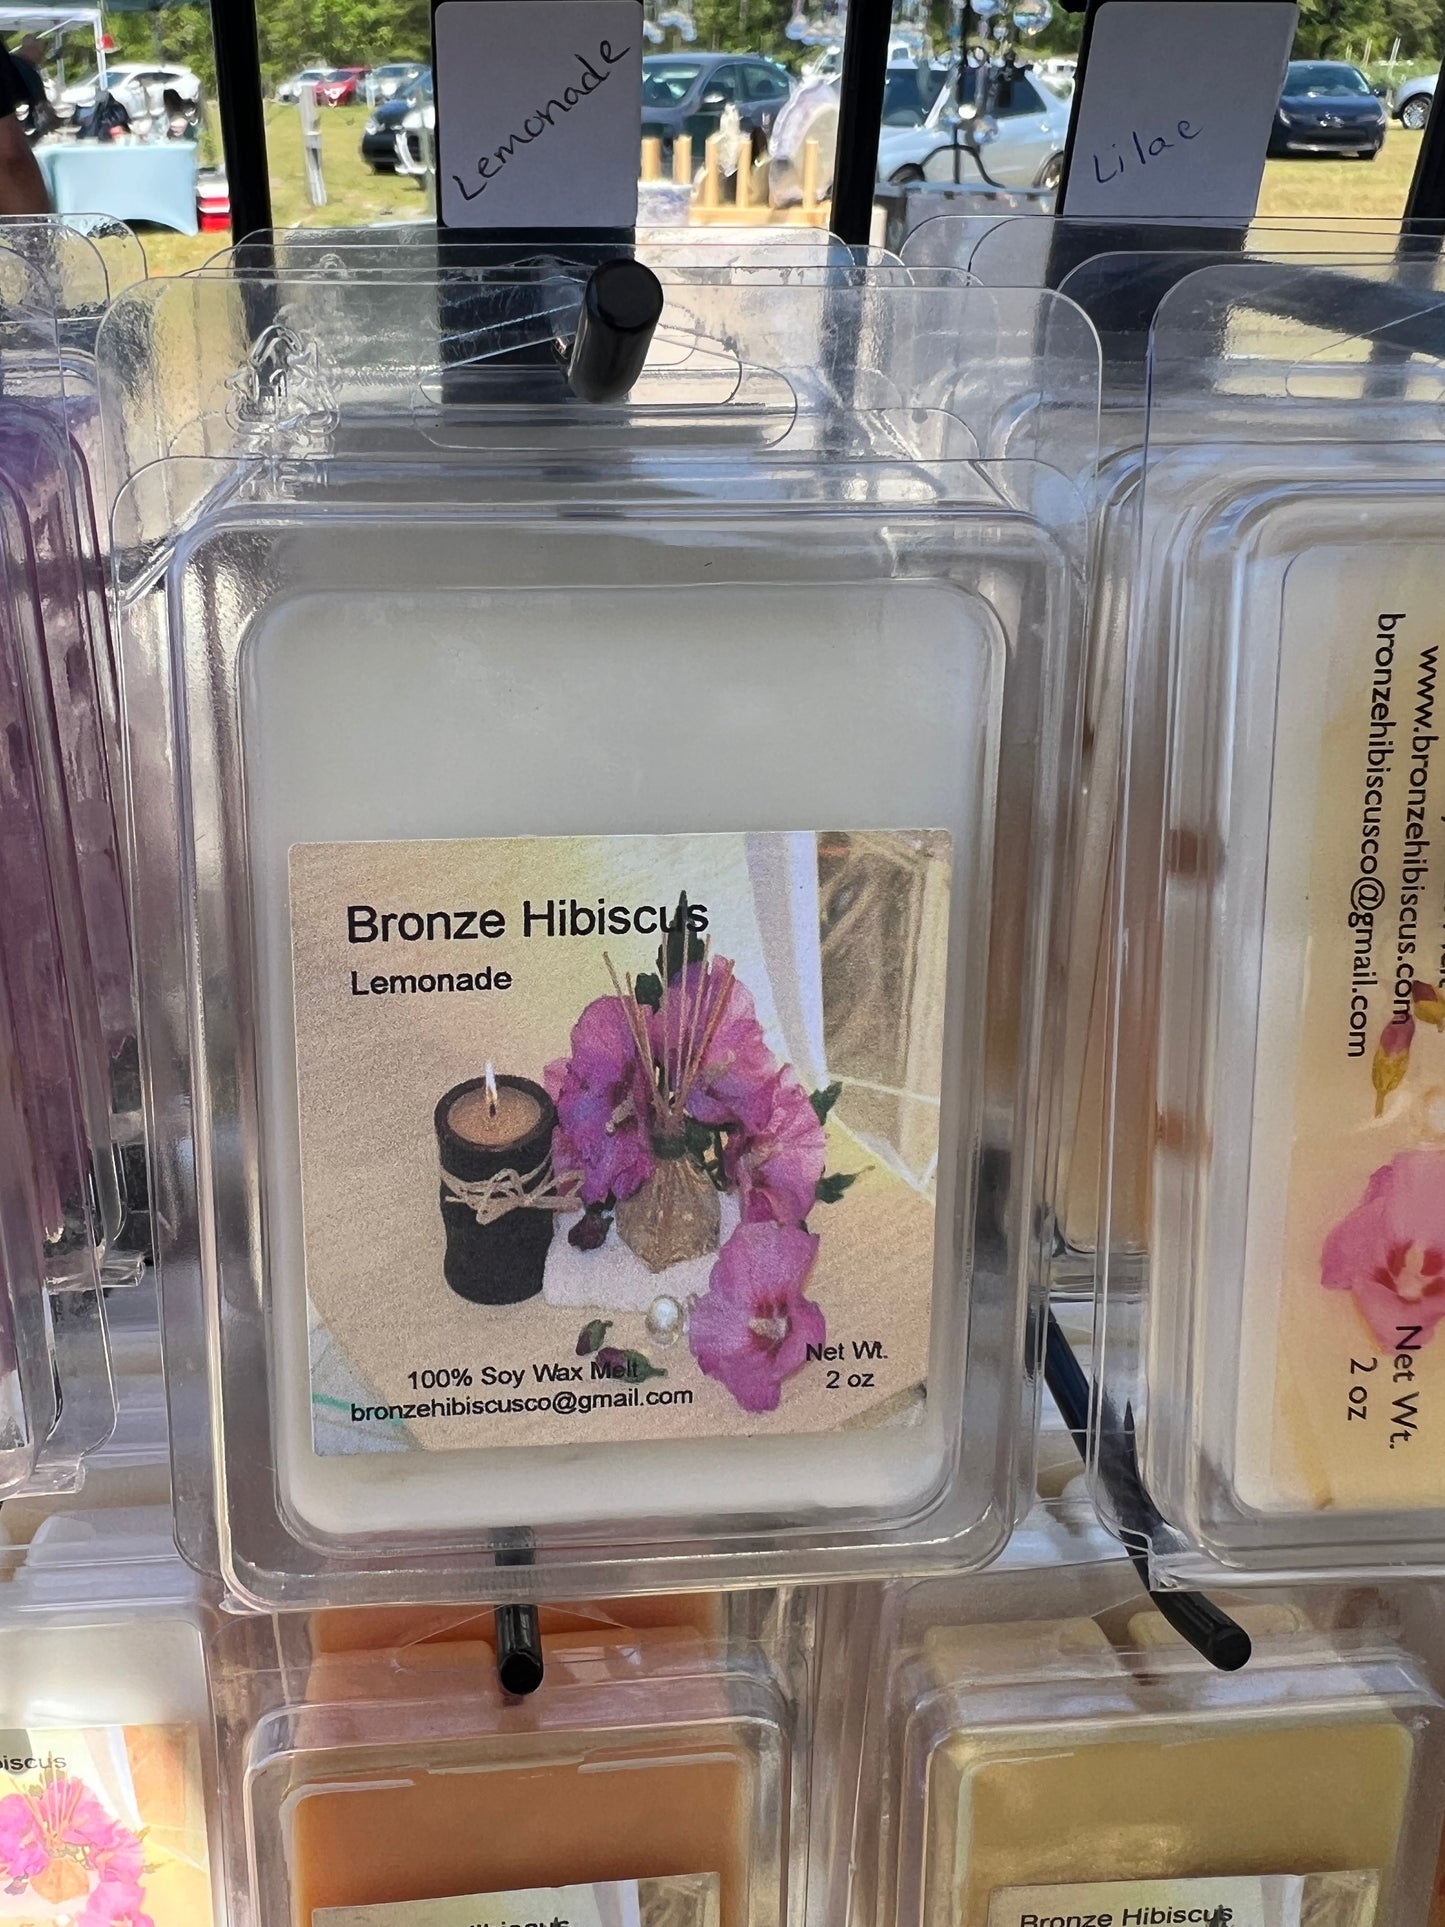 Lemonade
Lilac
Bronze Hibiscus
Lemonade
100% Soy Wax Melt
bronzehibiscusco@gmail.com
Net Wt.
2 oz
www.bronzehibiscus.com
bronzehibiscusco@gmail.com
Net Wt.
2 oz
Bronze Hibiscus